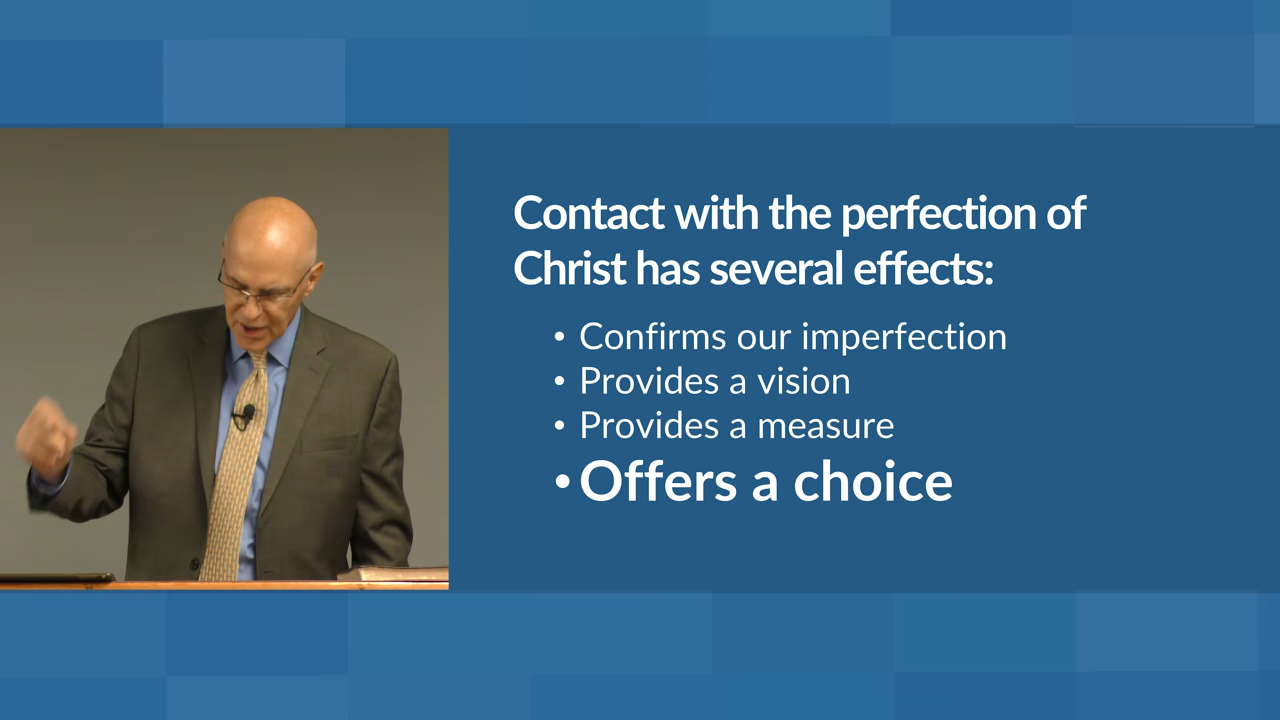 Contact with the perfection of
Christ has several effects:
• Confirms our imperfection
• Provides a vision
• Provides a measure
• Offers a choice